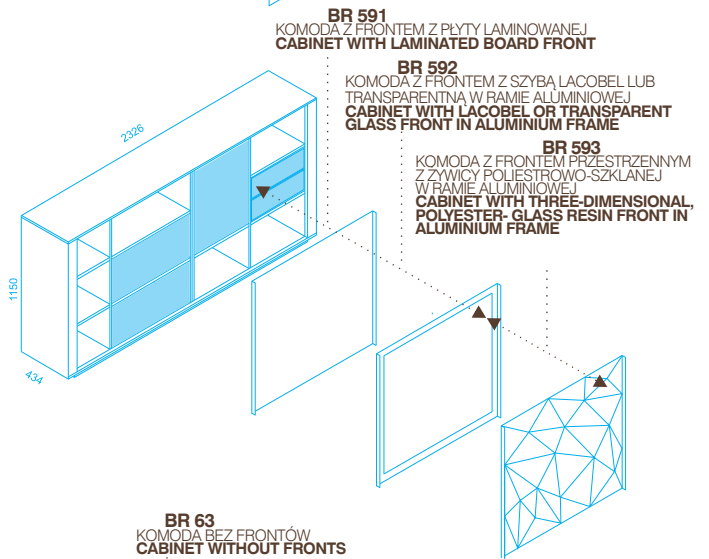 BR 591
KOMODA Z FRONTEM Z PŁYTY LAMINOWANEJ
CABINET WITH LAMINATED BOARD FRONT
BR 592
KOMODA Z FRONTEM Z SZYBĄ LACOBEL LUB
TRANSPARENTNĄ W RAMIE ALUMINIOWEJ
CABINET WITH LACOBEL OR TRANSPARENT
GLASS FRONT IN ALUMINIUM FRAME
BR 593
KOMODA Z FRONTEM PRZESTRZENNYM
Z ŻYWICY POLIESTROWO-SZKLANEJ
W RAMIE ALUMINIOWEJ
CABINET WITH THREE-DIMENSIONAL,
POLYESTER- GLASS RESIN FRONT IN
ALUMINIUM FRAME
2326
1150
434
BR 63
KOMODA BEZ FRONTÓW
CABINET WITHOUT FRONTS